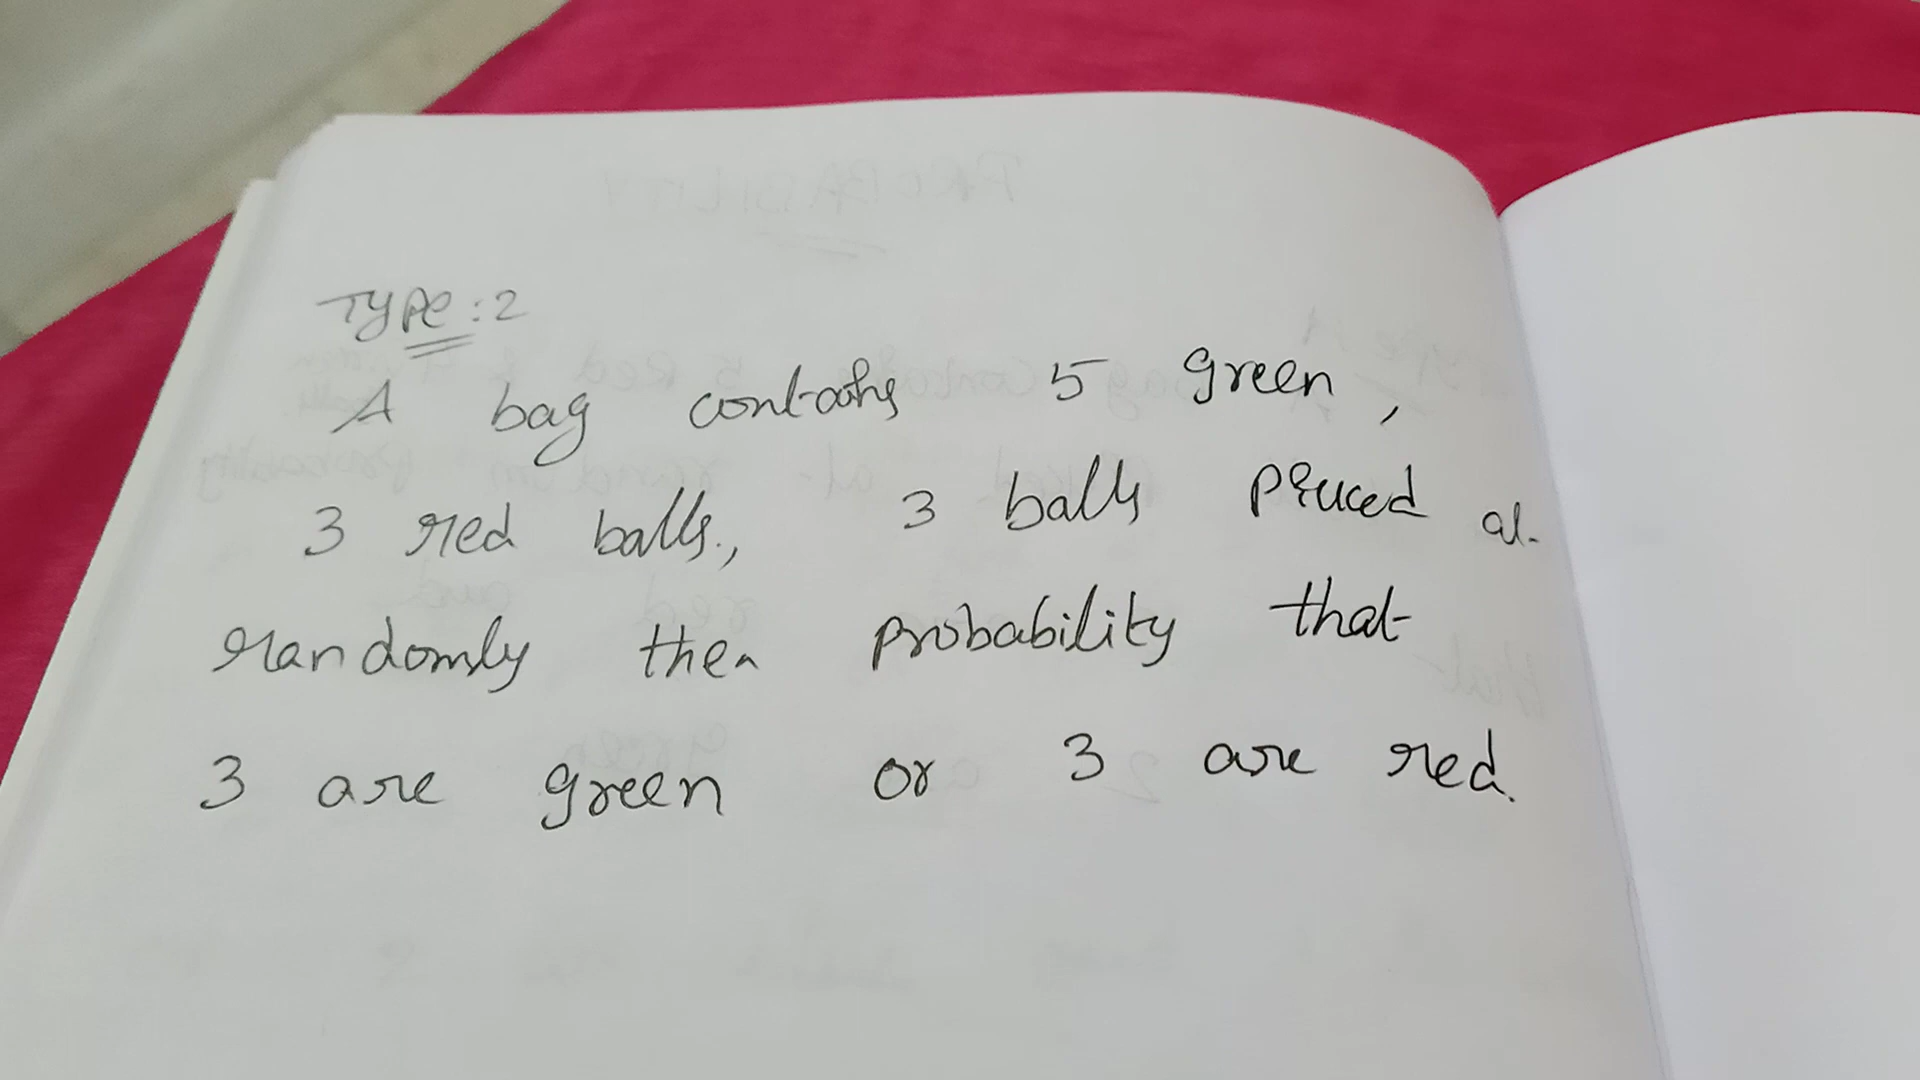 Type: 2
A bag contains 5 green,
3 red balls., 3 balls picked at
randomly then probability that
3 are green or 3 are red.